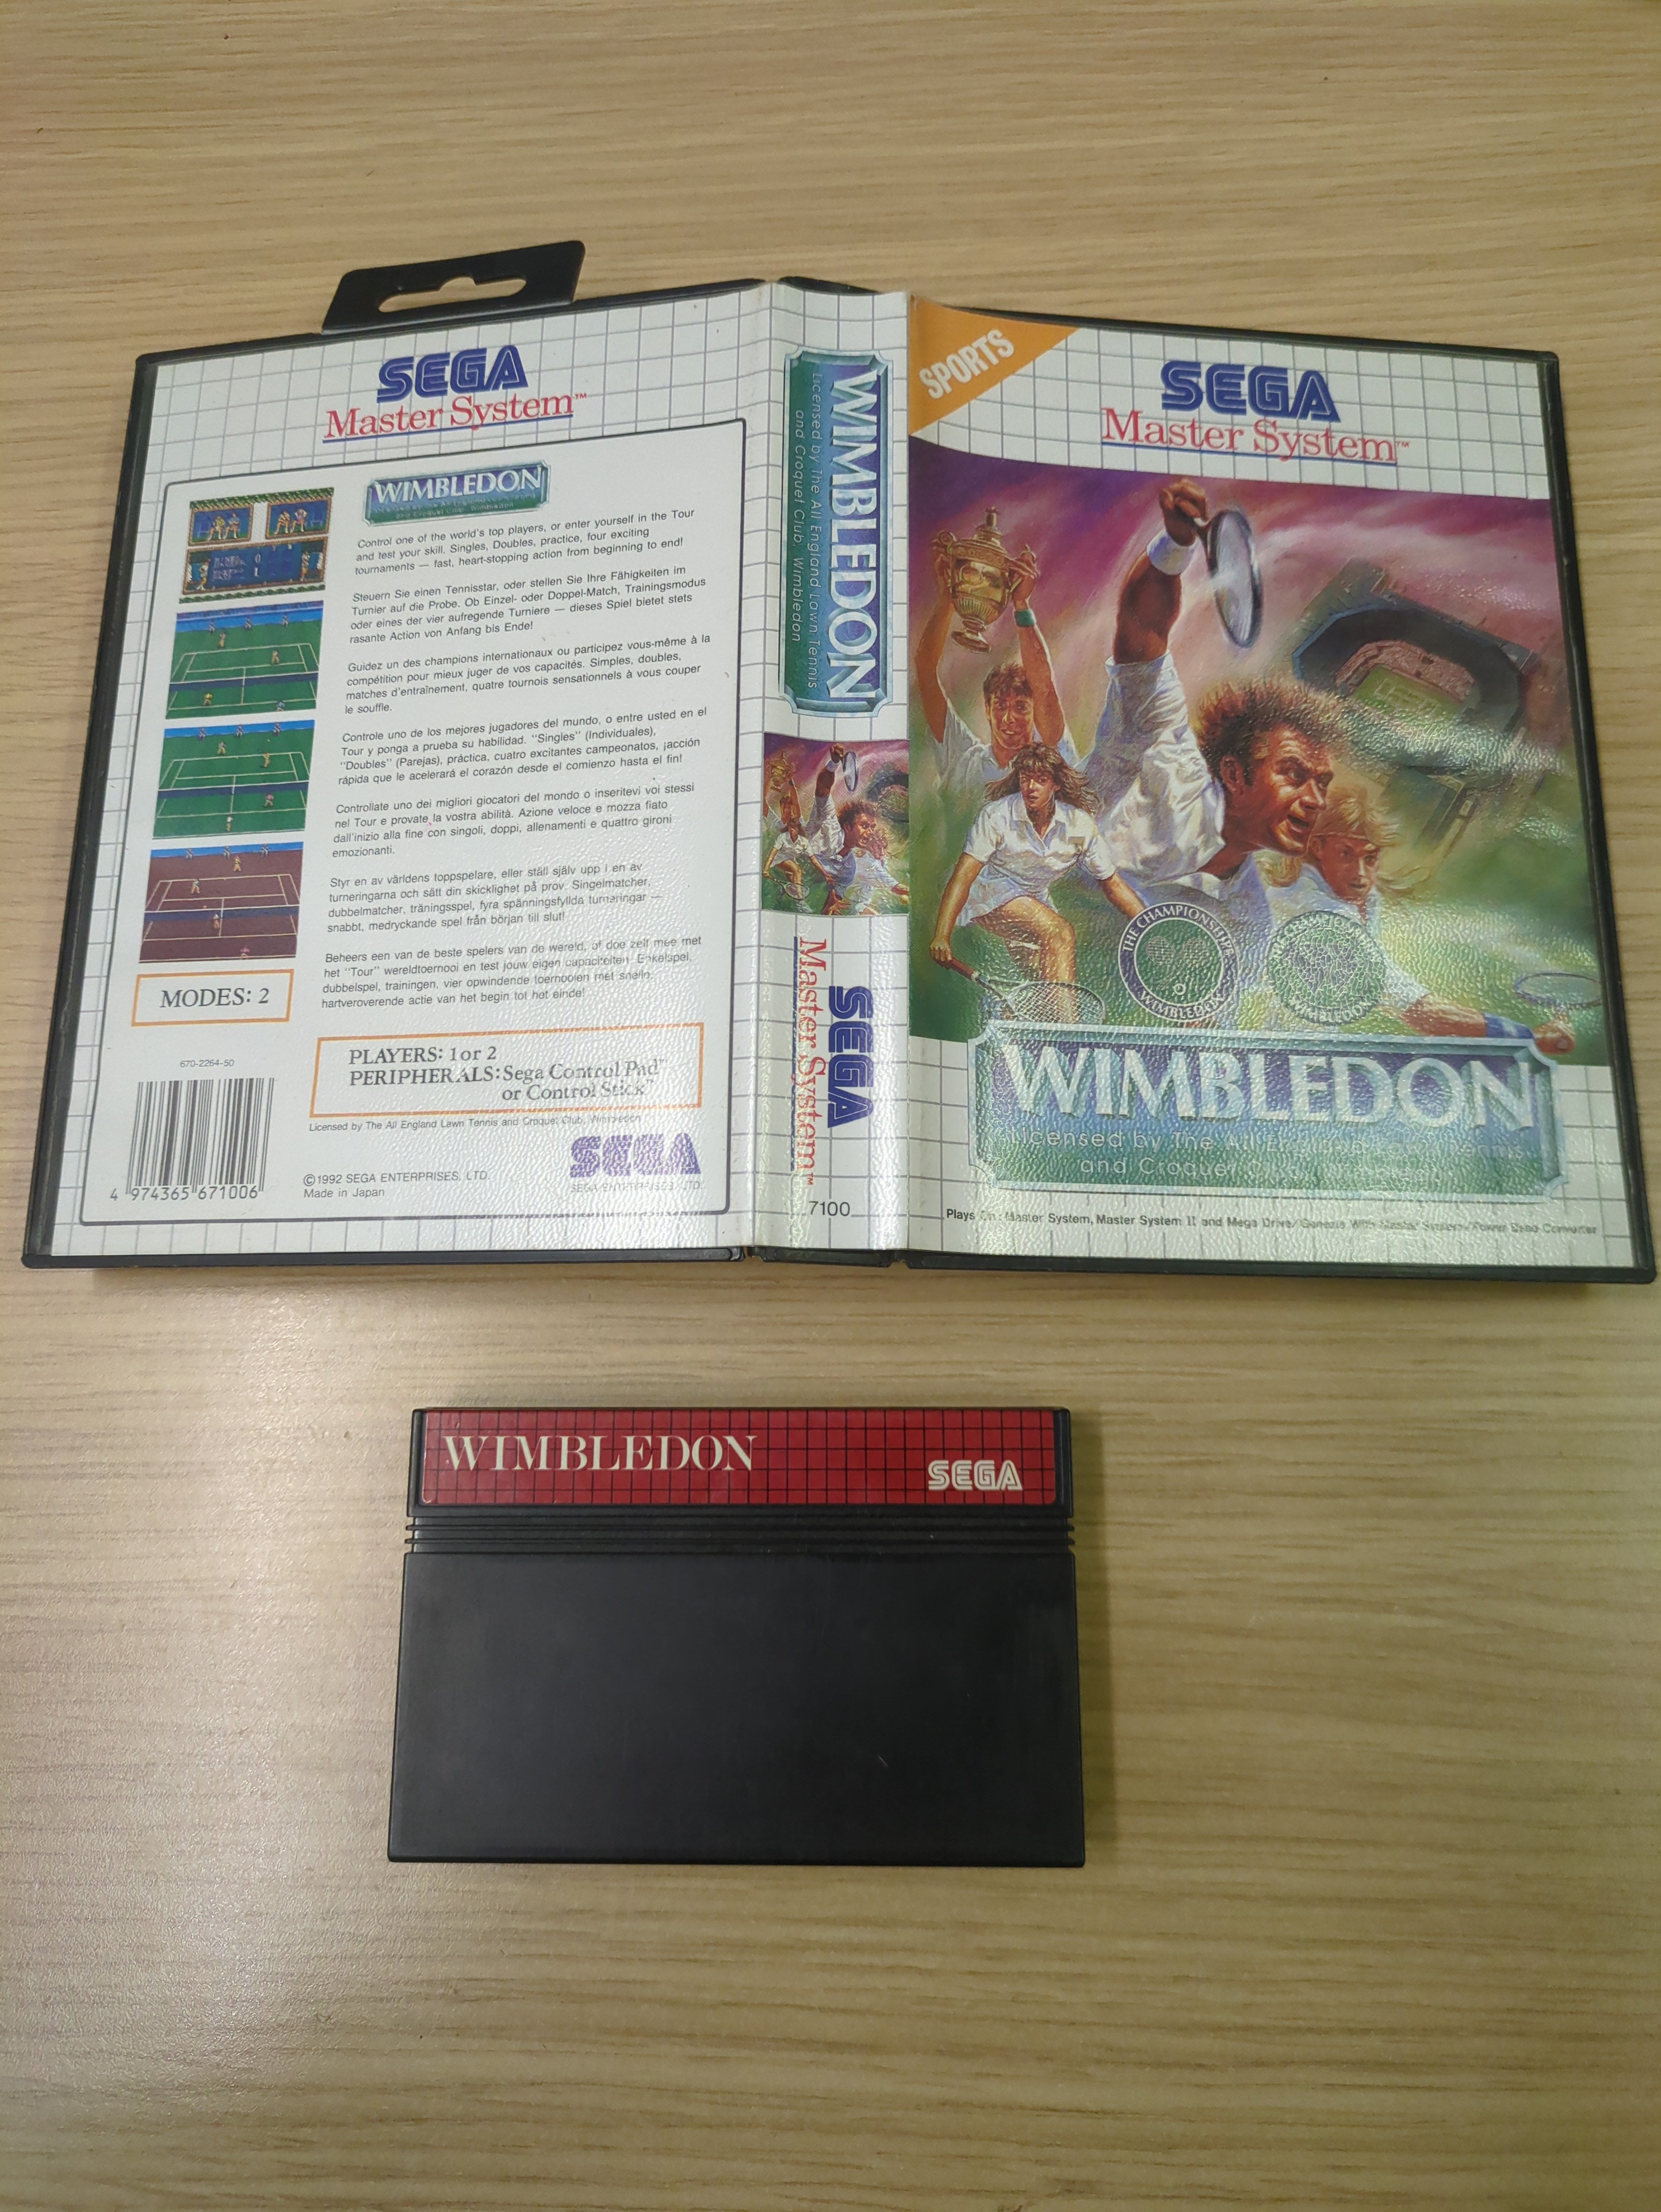 SEGA
Master System™
WIMBLEDON
Control one of the world's top players, or enter yourself in the Tour
and test your skill. Singles, Doubles, practice, four exciting
tournaments — fast, heart-stopping action from beginning to end!
Steuern Sie einen Tennisstar, oder stellen Sie Ihre Fähigkeiten im
Turnier auf die Probe. Ob Einzel- oder Doppel-Match, Trainingsmodus
oder eines der vier aufregende Turniere — dieses Spiel bietet stets
rasante Action von Anfang bis Ende!
Guidez un des champions internationaux ou participez vous-même à la
compétition pour mieux juger de vos capacités. Simples, doubles,
matches d'entraînement, quatre tournois sensationnels à vous couper
le souffle.
Controle uno de los mejores jugadores del mundo, o entre usted en el
Tour y ponga a prueba su habilidad. "Singles" (Individuales),
"Doubles" (Parejas), práctica, cuatro excitantes campeonatos, ¡acción
rápida que le acelerará el corazón desde el comienzo hasta el fin!
Controllate uno dei migliori giocatori del mondo o inseritevi voi stessi
nel Tour e provate la vostra abilità. Azione veloce e mozza fiato
dall'inizio alla fine con singoli, doppi, allenamenti e quattro gironi
emozionanti.
Styr en av världens toppspelare, eller ställ själv upp i en av
turneringarna och sätt din skicklighet på prov. Singelmatcher,
dubbelmatcher, träningsspel, fyra spänningsfyllda turneringar —
snabbt, medryckande spel från början till slut!
Beheers een van de beste spelers van de wereld, of doe zelf mee met
het "Tour" wereldtoernooi en test jouw eigen capaciteiten. Enkelspel,
dubbelspel, trainingen, vier opwindende toernooien met snelle,
hartveroverende actie van het begin tot het einde!
MODES: 2
PLAYERS: 1 or 2
PERIPHERALS: Sega Control Pad™
or Control Stick™
670-2264-50
Licensed by The All England Lawn Tennis and Croquet Club, Wimbledon
4 974365 671006
©1992 SEGA ENTERPRISES, LTD.
Made in Japan
SEGA
SEGA ENTERPRISES, LTD.
WIMBLEDON
Licensed by The All England Lawn Tennis
and Croquet Club, Wimbledon
SEGA
Master System™
7100
SPORTS
SEGA
Master System™
THE CHAMPIONSHIPS
WIMBLEDON
THE CHAMPIONSHIPS
WIMBLEDON
WIMBLEDON
Licensed by The
and Croquet
Plays On: Master System, Master System II and Mega Drive/Genesis With Master System/Power Base Converter
WIMBLEDON
SEGA